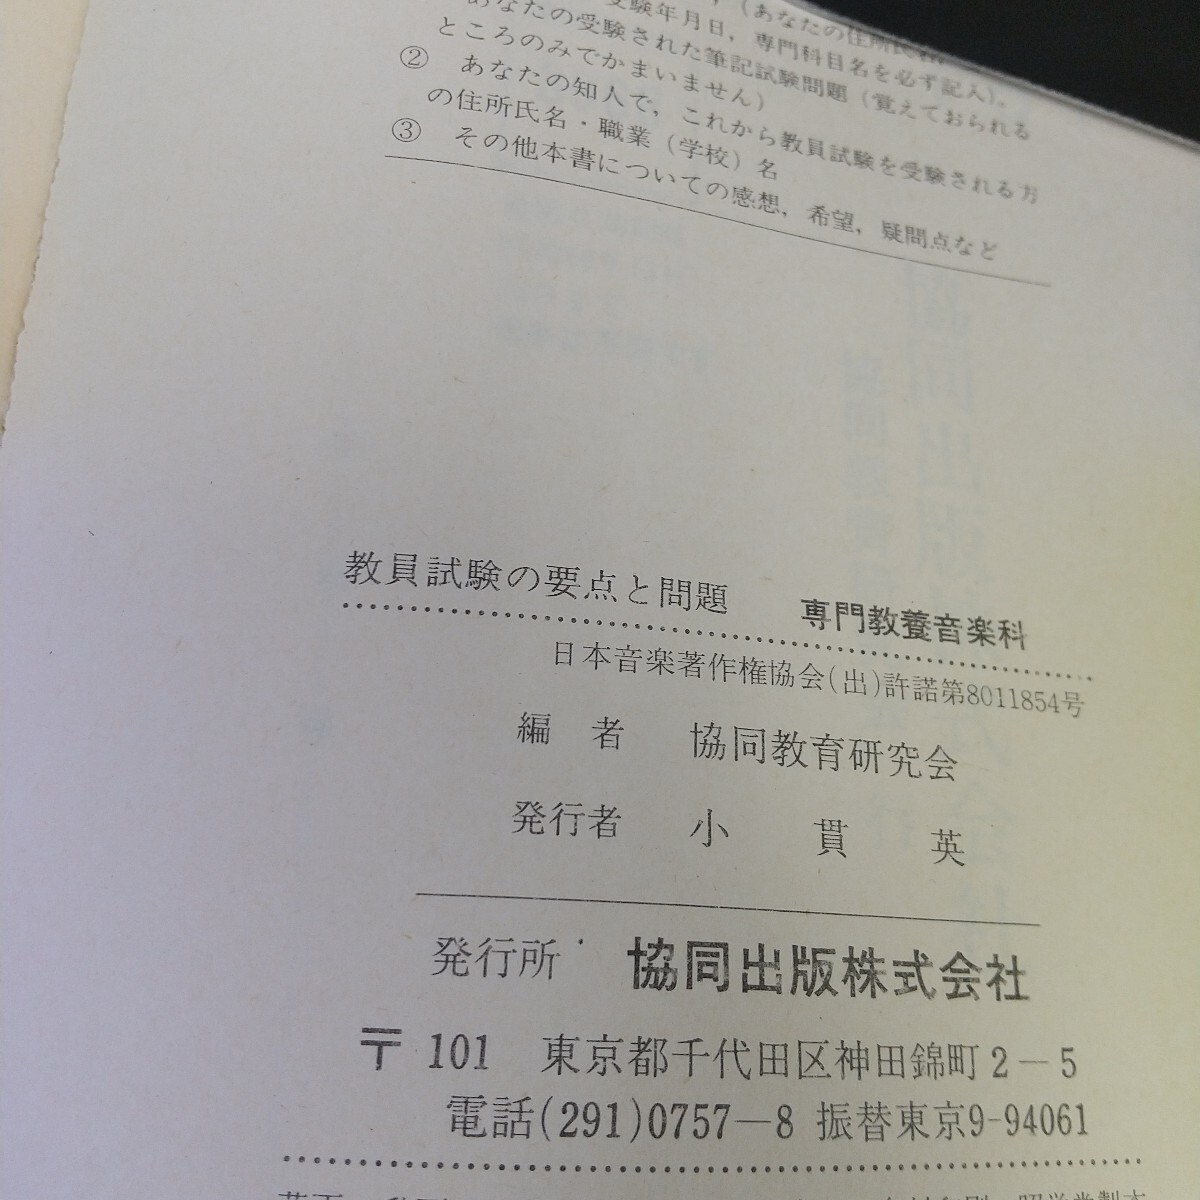 (あなたの住所氏名
受験年月日，専門科目名を必ず記入)。
あなたの受験された筆記試験問題（覚えておられる
ところのみでかまいません）
② あなたの知人で，これから教員試験を受験される方
の住所氏名・職業（学校）名
③ その他本書についての感想，希望，疑問点など
教員試験の要点と問題 専門教養音楽科
日本音楽著作権協会(出)許諾第8011854号
編 者 協同教育研究会
発行者 小 貫 英
発行所 協同出版株式会社
〒101 東京都千代田区神田錦町2－5
電話(291)0757－8 振替東京9-94061